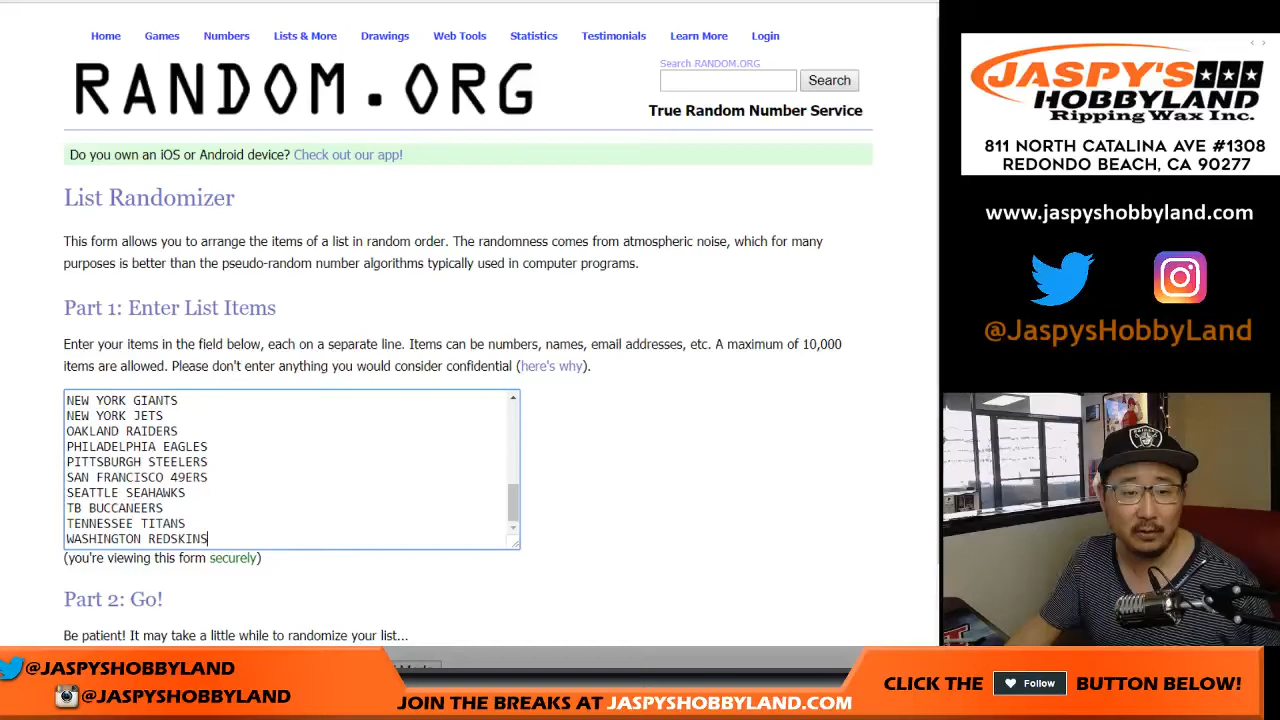 Home Games Numbers Lists & More Drawings Web Tools Statistics Testimonials Learn More Login
RANDOM.ORG
Search RANDOM.ORG
Search
True Random Number Service
Do you own an iOS or Android device? Check out our app!
List Randomizer
This form allows you to arrange the items of a list in random order. The randomness comes from atmospheric noise, which for many
purposes is better than the pseudo-random number algorithms typically used in computer programs.
Part 1: Enter List Items
Enter your items in the field below, each on a separate line. Items can be numbers, names, email addresses, etc. A maximum of 10,000
items are allowed. Please don't enter anything you would consider confidential (here's why).
NEW YORK GIANTS
NEW YORK JETS
OAKLAND RAIDERS
PHILADELPHIA EAGLES
PITTSBURGH STEELERS
SAN FRANCISCO 49ERS
SEATTLE SEAHAWKS
TB BUCCANEERS
TENNESSEE TITANS
WASHINGTON REDSKINS
(you're viewing this form securely)
Part 2: Go!
Be patient! It may take a little while to randomize your list...
JASPY'S
HOBBYLAND
Ripping Wax Inc.
811 NORTH CATALINA AVE #1308
REDONDO BEACH, CA 90277
www.jaspyshobbyland.com
@JaspysHobbyLand
@JASPYSHOBBYLAND
@JASPYSHOBBYLAND
JOIN THE BREAKS AT JASPYSHOBBYLAND.COM
CLICK THE Follow BUTTON BELOW!